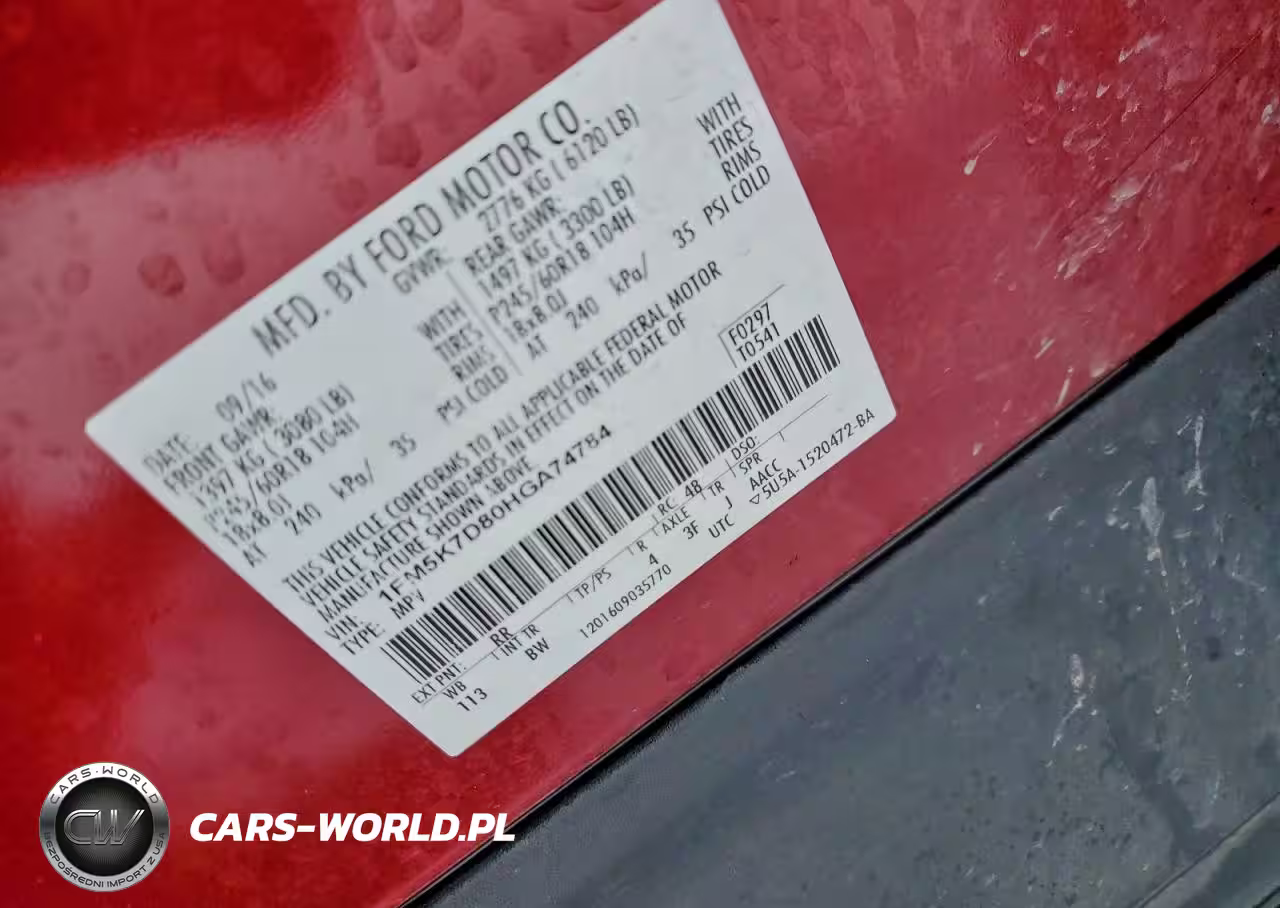 MFD. BY FORD MOTOR CO.
DATE: 09/16 GVWR: 2776 KG ( 6120 LB)
FRONT GAWR: REAR GAWR:
1397 KG ( 3080 LB) WITH 1497 KG ( 3300 LB) WITH
P245/60R18 104H TIRES P245/60R18 104H TIRES
18x8.0J RIMS 18x8.0J RIMS
AT 240 kPa/ 35 PSI COLD AT 240 kPa/ 35 PSI COLD
THIS VEHICLE CONFORMS TO ALL APPLICABLE FEDERAL MOTOR
VEHICLE SAFETY STANDARDS IN EFFECT ON THE DATE OF
MANUFACTURE SHOWN ABOVE
VIN: 1FM5K7D80HGA74784 F0297
TYPE: MPV T0541
EXT PNT: RR RC: 48 DSO:
WB INT TR TP/PS R AXLE TR SPR
113 BW 4 3F J AACC
1201609035770 UTC ▽5U5A-1520472-BA
CARS-WORLD
CW
BEZPOŚREDNI IMPORT Z USA
CARS-WORLD.PL